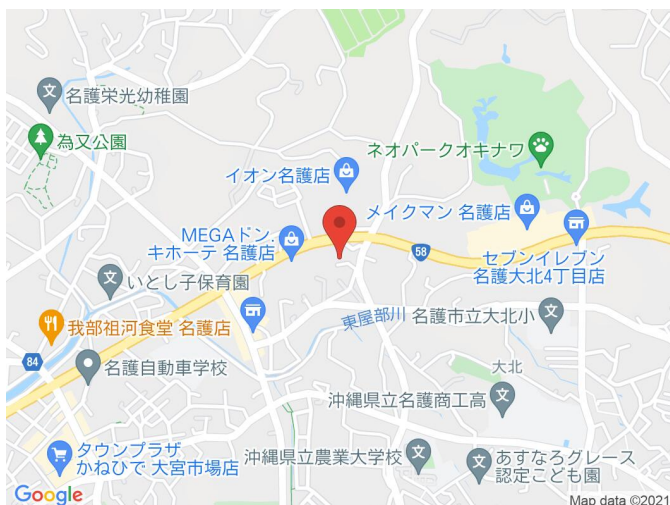 名護栄光幼稚園
為又公園
ネオパークオキナワ
イオン名護店
メイクマン 名護店
MEGAドン.
キホーテ 名護店
58
セブンイレブン
名護大北4丁目店
いとし子保育園
東屋部川
名護市立大北小
我部祖河食堂 名護店
84
名護自動車学校
大北
沖縄県立名護商工高
タウンプラザ
かねひで 大宮市場店
沖縄県立農業大学校
あすなろグレース
認定こども園
Google
Map data ©2021